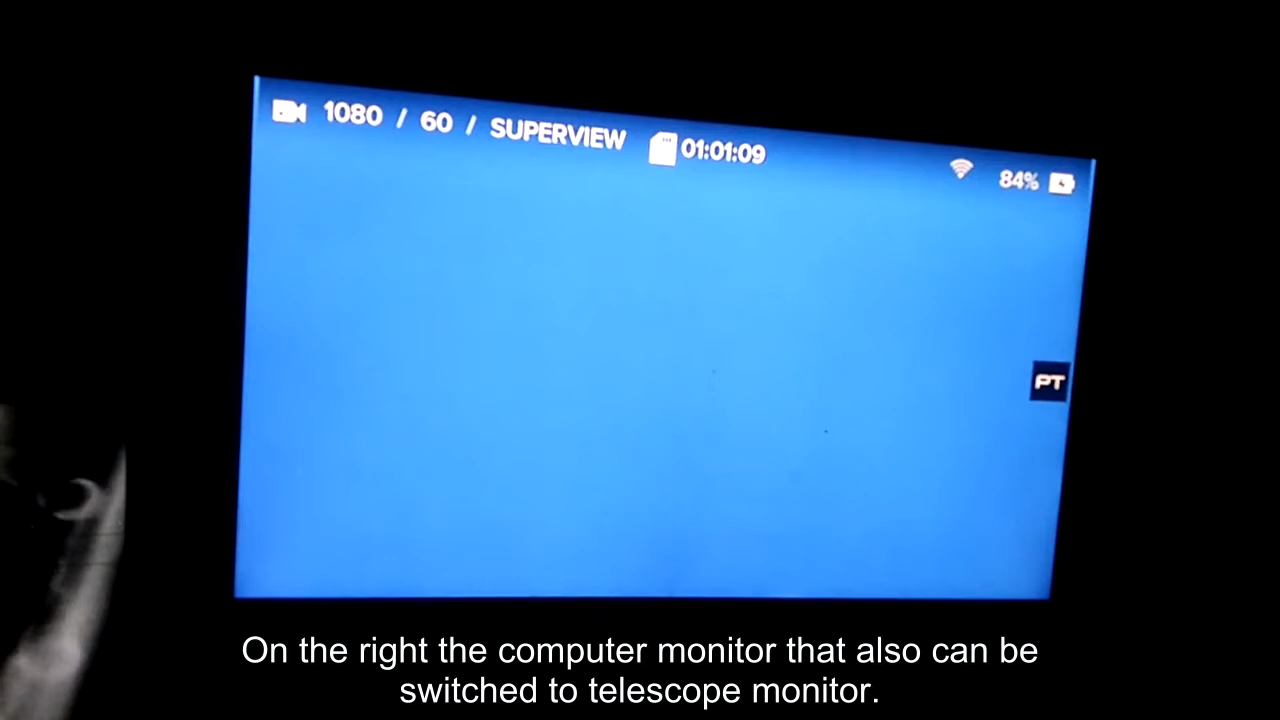 1080 / 60 / SUPERVIEW 01:01:09 84%
PT
On the right the computer monitor that also can be
switched to telescope monitor.